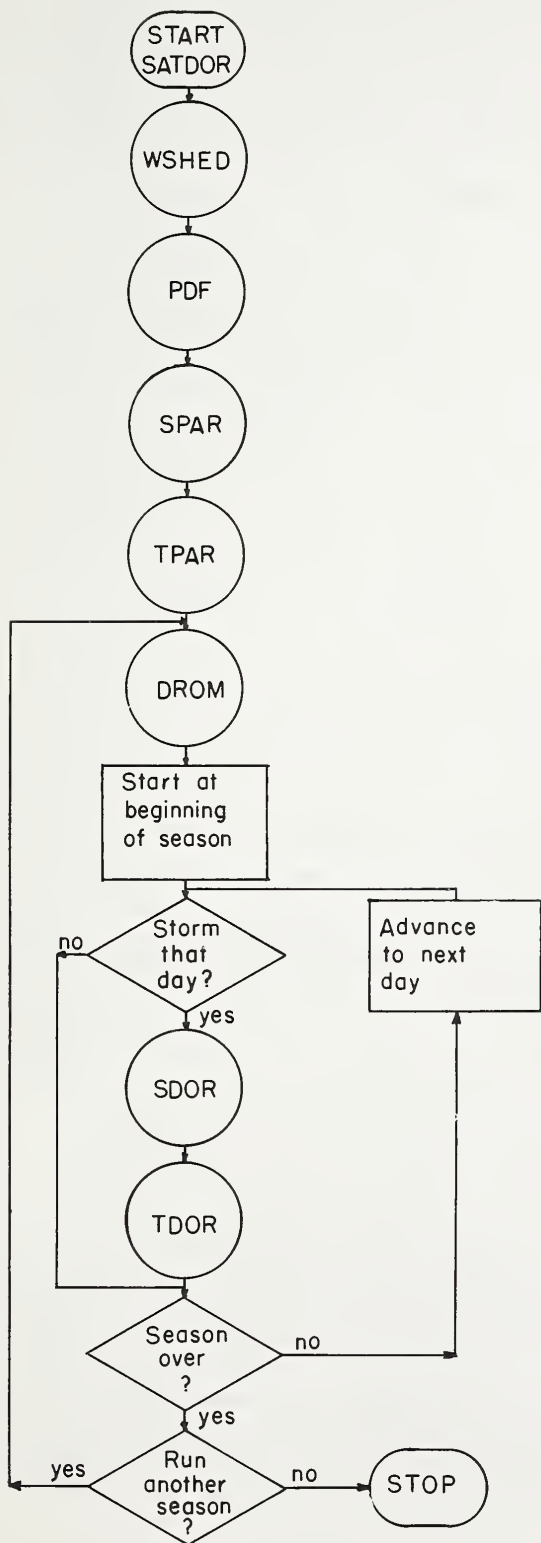 START
SATDOR
WSHED
PDF
SPAR
TPAR
DROM
Start at
beginning
of season
Storm
that
day?
no
yes
Advance
to next
day
SDOR
TDOR
Season
over
?
no
yes
Run
another
season
?
yes
no
STOP